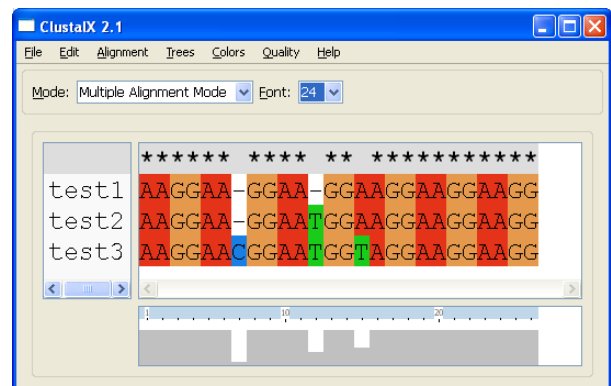 ClustalX 2.1
File Edit Alignment Trees Colors Quality Help
Mode: Multiple Alignment Mode Font: 24
****** **** ** ***********
test1 AAGGAA-GGAA-GGAAGGAAGGAAGG
test2 AAGGAA-GGAATGGAAGGAAGGAAGG
test3 AAGGAACGGAATGGTAGGAAGGAAGG
1 10 20